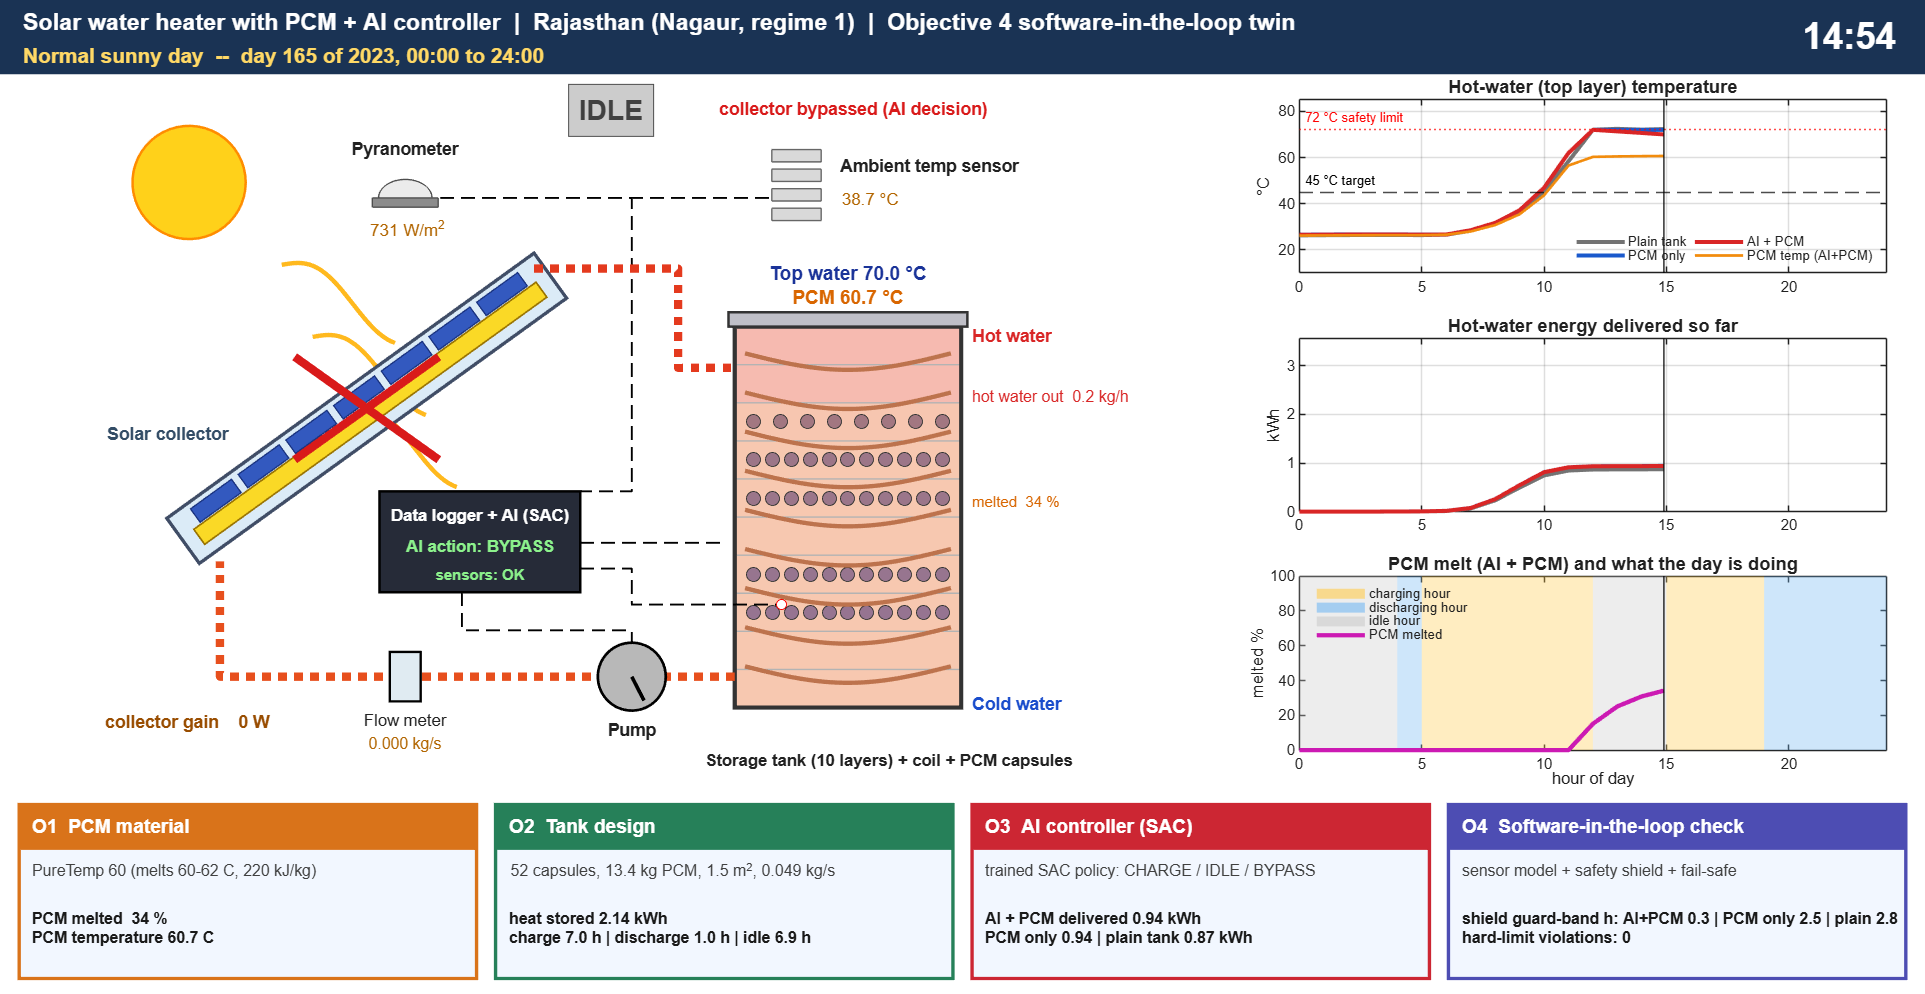 Solar water heater with PCM + AI controller | Rajasthan (Nagaur, regime 1) | Objective 4 software-in-the-loop twin
Normal sunny day -- day 165 of 2023, 00:00 to 24:00
14:54
IDLE
collector bypassed (AI decision)
Pyranometer
731 W/m²
Ambient temp sensor
38.7 °C
Top water 70.0 °C
PCM 60.7 °C
Hot water
hot water out 0.2 kg/h
melted 34 %
Solar collector
Data logger + AI (SAC)
AI action: BYPASS
sensors: OK
collector gain 0 W
Flow meter
0.000 kg/s
Pump
Cold water
Storage tank (10 layers) + coil + PCM capsules
Hot-water (top layer) temperature
°C
80
60
40
20
72 °C safety limit
45 °C target
Plain tank
PCM only
AI + PCM
PCM temp (AI+PCM)
0 5 10 15 20
Hot-water energy delivered so far
kWh
3
2
1
0
0 5 10 15 20
PCM melt (AI + PCM) and what the day is doing
melted %
100
80
60
40
20
0
charging hour
discharging hour
idle hour
PCM melted
0 5 10 15 20
hour of day
O1 PCM material
PureTemp 60 (melts 60-62 C, 220 kJ/kg)
PCM melted 34 %
PCM temperature 60.7 C
O2 Tank design
52 capsules, 13.4 kg PCM, 1.5 m², 0.049 kg/s
heat stored 2.14 kWh
charge 7.0 h | discharge 1.0 h | idle 6.9 h
O3 AI controller (SAC)
trained SAC policy: CHARGE / IDLE / BYPASS
AI + PCM delivered 0.94 kWh
PCM only 0.94 | plain tank 0.87 kWh
O4 Software-in-the-loop check
sensor model + safety shield + fail-safe
shield guard-band h: AI+PCM 0.3 | PCM only 2.5 | plain 2.8
hard-limit violations: 0